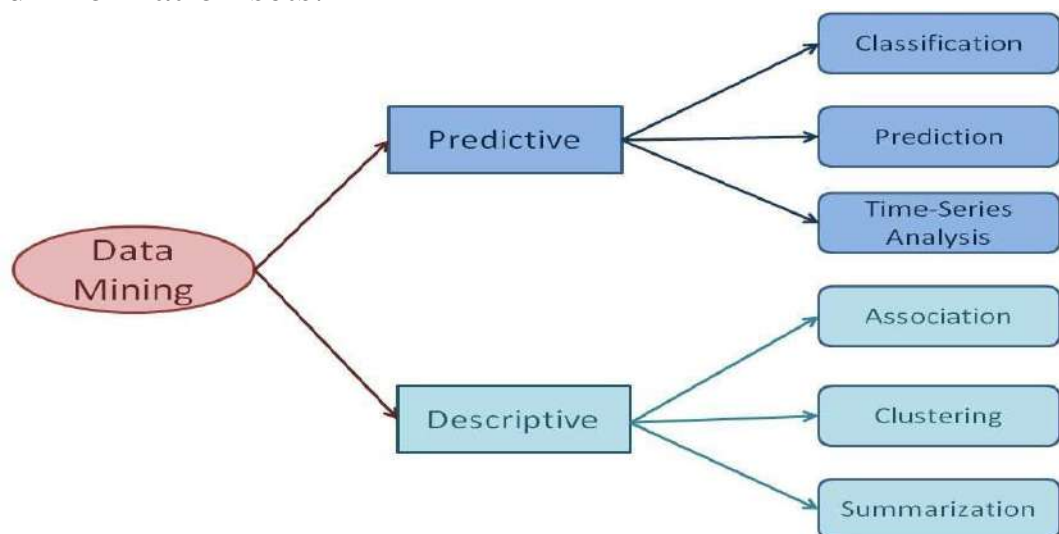 Classification
Predictive
Prediction
Time-Series
Analysis
Data
Mining
Association
Descriptive
Clustering
Summarization